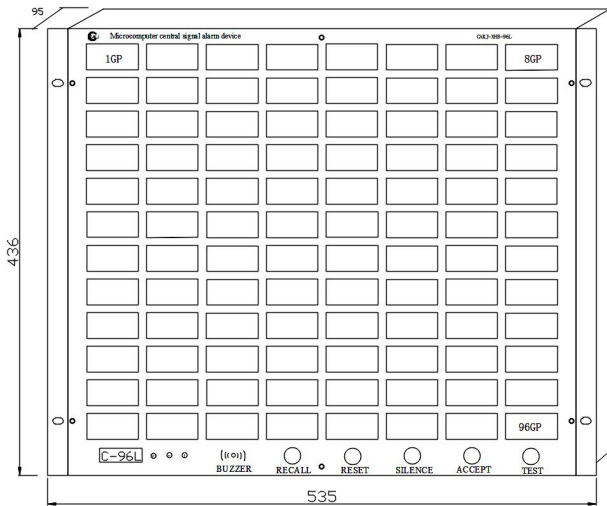 95
Microcomputer central signal alarm device
1GP
8GP
436
96GP
C-96L
((o))
BUZZER
RECALL
RESET
SILENCE
ACCEPT
TEST
535